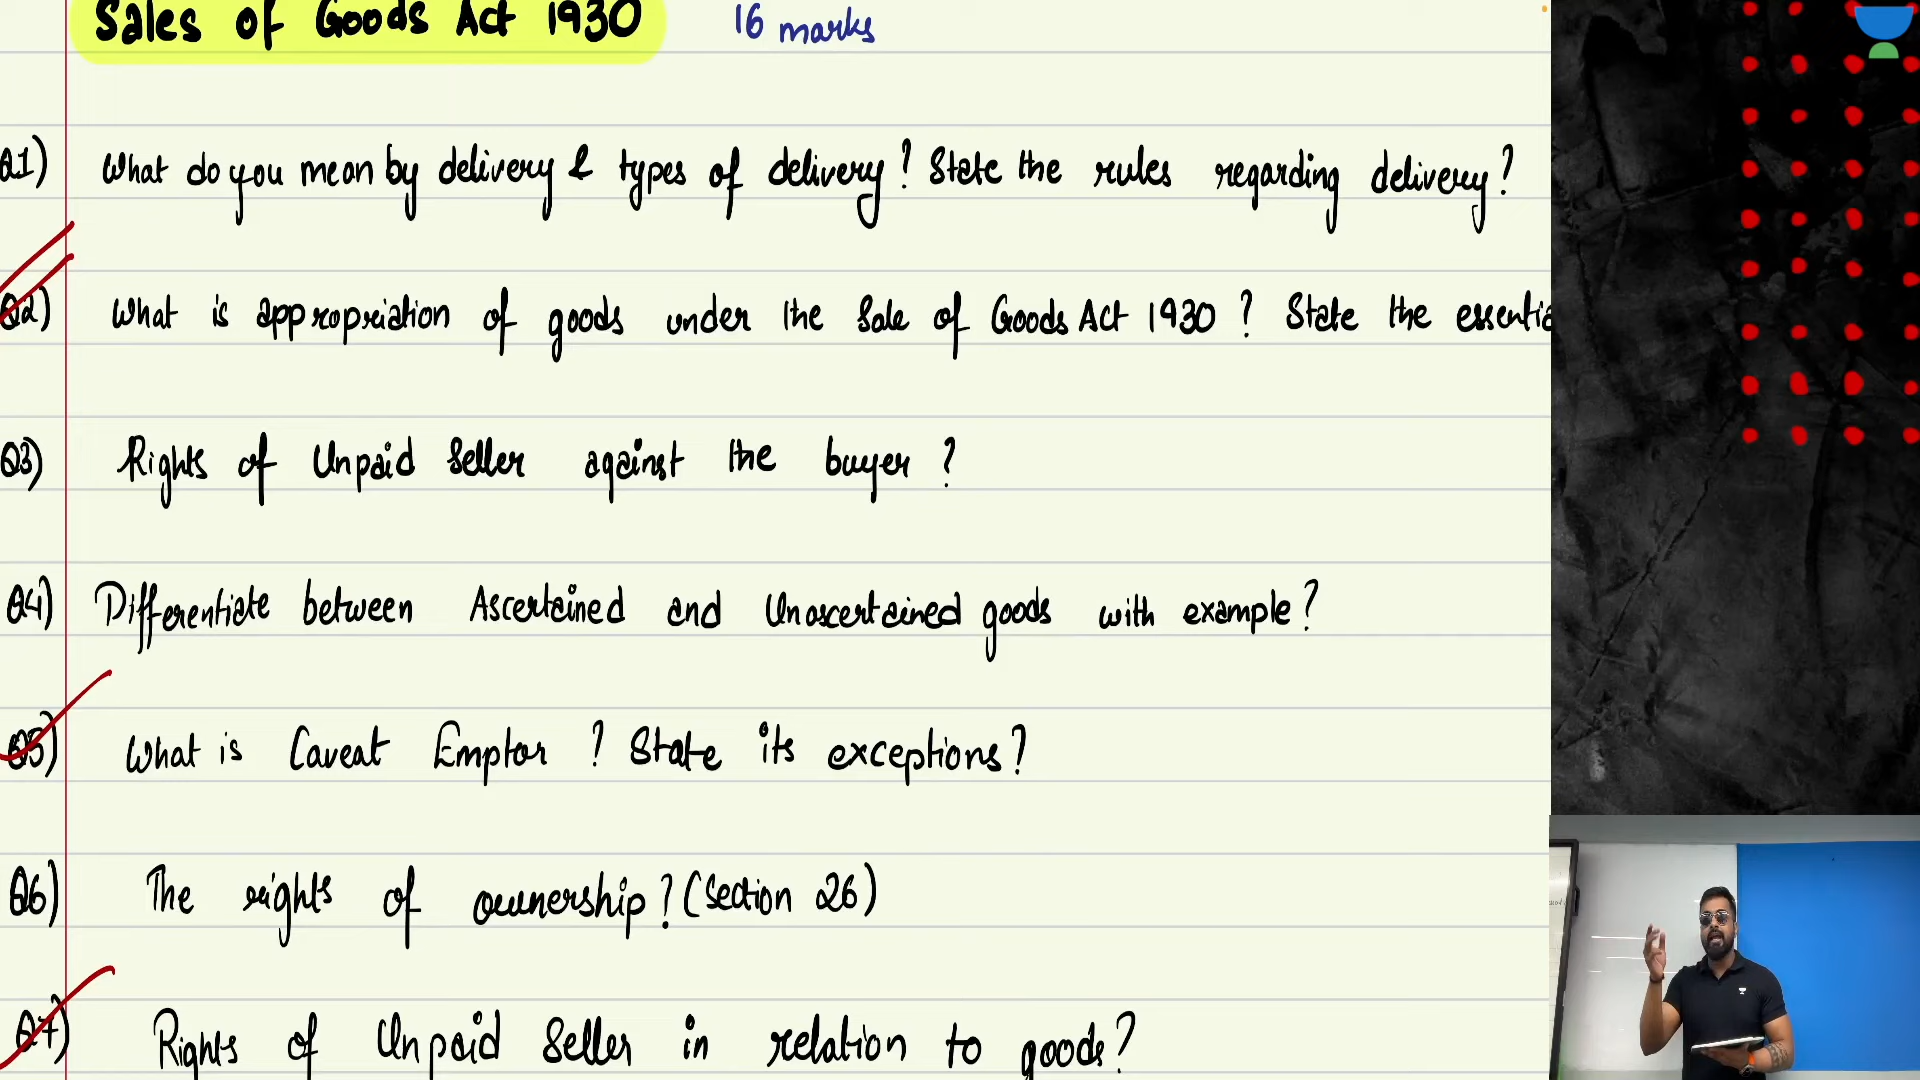 Sales of Goods Act 1930 16 marks
Q1) What do you mean by delivery & types of delivery? State the rules regarding delivery?
Q2) What is appropriation of goods under the Sale of Goods Act 1930? State the essentia
Q3) Rights of Unpaid Seller against the buyer?
Q4) Differentiate between Ascertained and Unascertained goods with example?
Q5) What is Caveat Emptor? State its exceptions?
Q6) The rights of ownership? (Section 26)
Q7) Rights of Unpaid Seller in relation to goods?